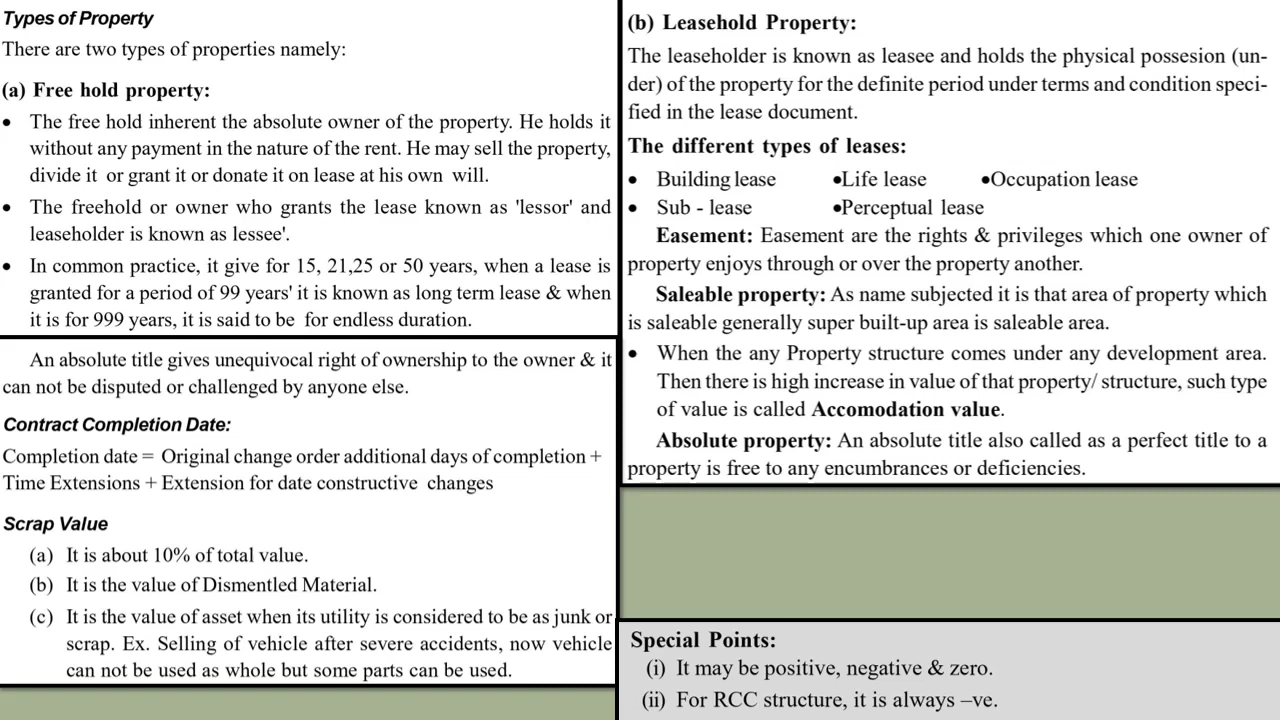 Types of Property
There are two types of properties namely:
(a) Free hold property:
• The free hold inherent the absolute owner of the property. He holds it
without any payment in the nature of the rent. He may sell the property,
divide it or grant it or donate it on lease at his own will.
• The freehold or owner who grants the lease known as 'lessor' and
leaseholder is known as lessee'.
• In common practice, it give for 15, 21,25 or 50 years, when a lease is
granted for a period of 99 years' it is known as long term lease & when
it is for 999 years, it is said to be for endless duration.
An absolute title gives unequivocal right of ownership to the owner & it
can not be disputed or challenged by anyone else.
Contract Completion Date:
Completion date = Original change order additional days of completion +
Time Extensions + Extension for date constructive changes
Scrap Value
(a) It is about 10% of total value.
(b) It is the value of Dismentled Material.
(c) It is the value of asset when its utility is considered to be as junk or
scrap. Ex. Selling of vehicle after severe accidents, now vehicle
can not be used as whole but some parts can be used.
(b) Leasehold Property:
The leaseholder is known as leasee and holds the physical possesion (un-
der) of the property for the definite period under terms and condition speci-
fied in the lease document.
The different types of leases:
• Building lease •Life lease •Occupation lease
• Sub - lease •Perceptual lease
Easement: Easement are the rights & privileges which one owner of
property enjoys through or over the property another.
Saleable property: As name subjected it is that area of property which
is saleable generally super built-up area is saleable area.
• When the any Property structure comes under any development area.
Then there is high increase in value of that property/ structure, such type
of value is called Accomodation value.
Absolute property: An absolute title also called as a perfect title to a
property is free to any encumbrances or deficiencies.
Special Points:
(i) It may be positive, negative & zero.
(ii) For RCC structure, it is always –ve.